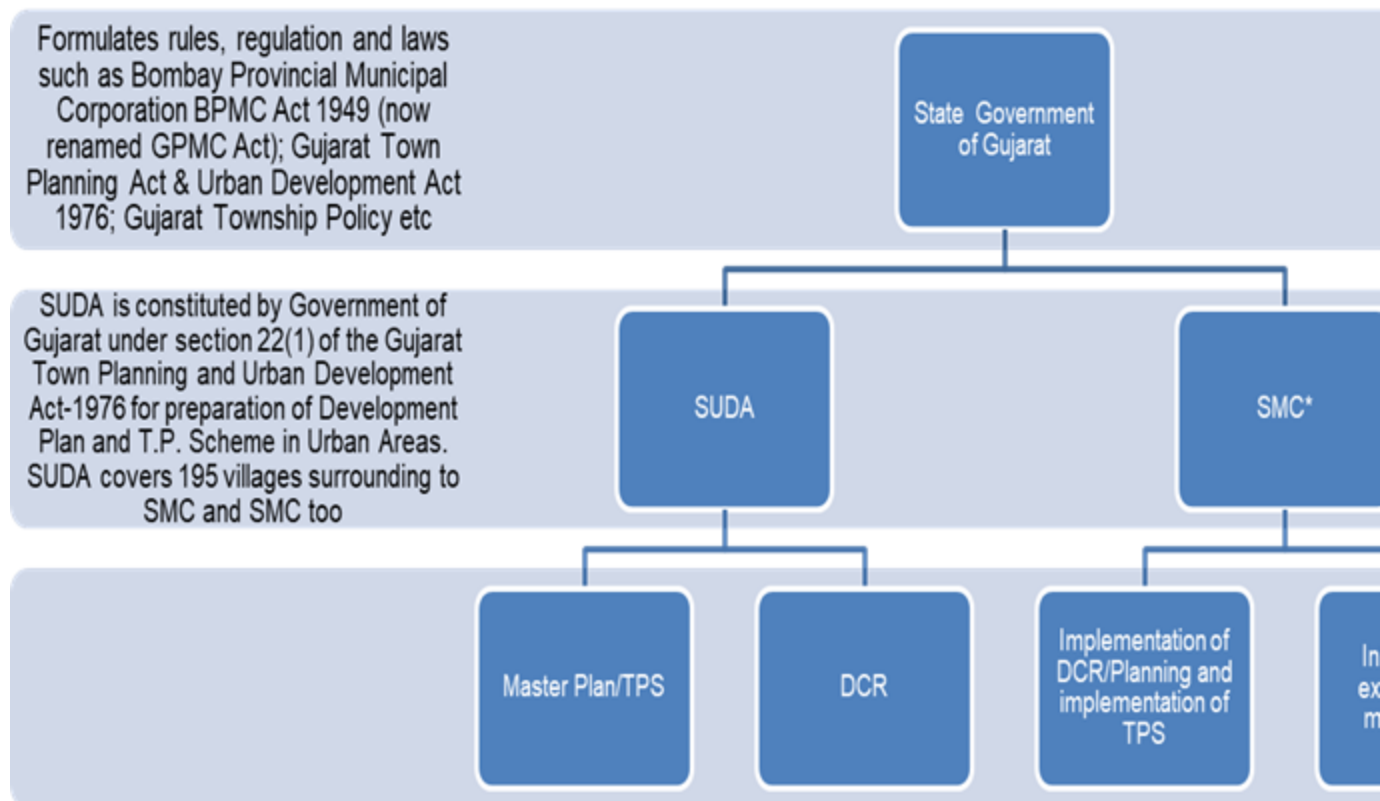 Formulates rules, regulation and laws
such as Bombay Provincial Municipal
Corporation BPMC Act 1949 (now
renamed GPMC Act); Gujarat Town
Planning Act & Urban Development Act
1976; Gujarat Township Policy etc
State Government
of Gujarat
SUDA is constituted by Government of
Gujarat under section 22(1) of the Gujarat
Town Planning and Urban Development
Act-1976 for preparation of Development
Plan and T.P. Scheme in Urban Areas.
SUDA covers 195 villages surrounding to
SMC and SMC too
SUDA
SMC*
Master Plan/TPS
DCR
Implementation of
DCR/Planning and
implementation of
TPS